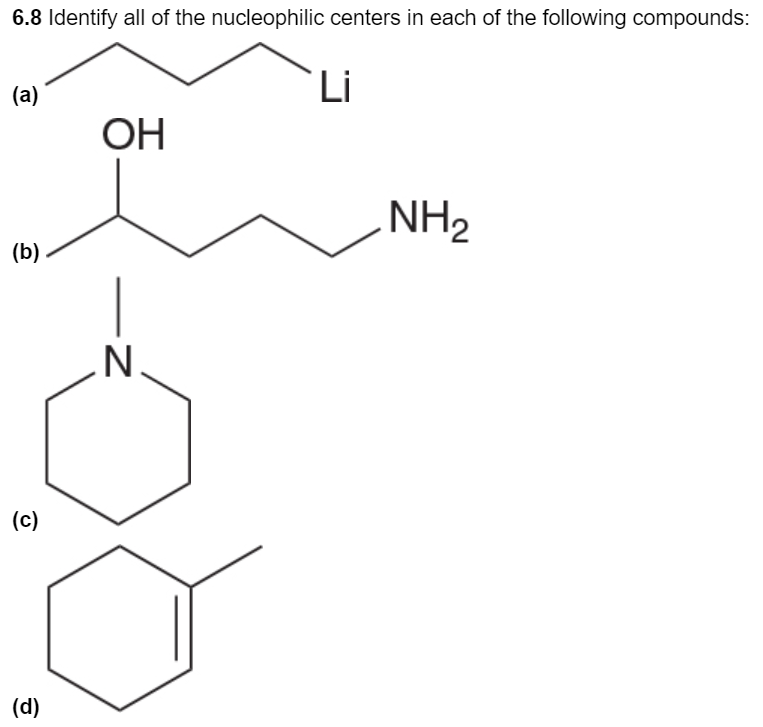 6.8 Identify all of the nucleophilic centers in each of the following compounds:
(a)
Li
OH
NH₂
(b)
N
(c)
(d)